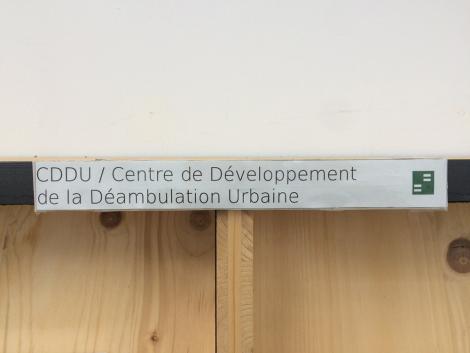 CDDU / Centre de Développement
de la Déambulation Urbaine